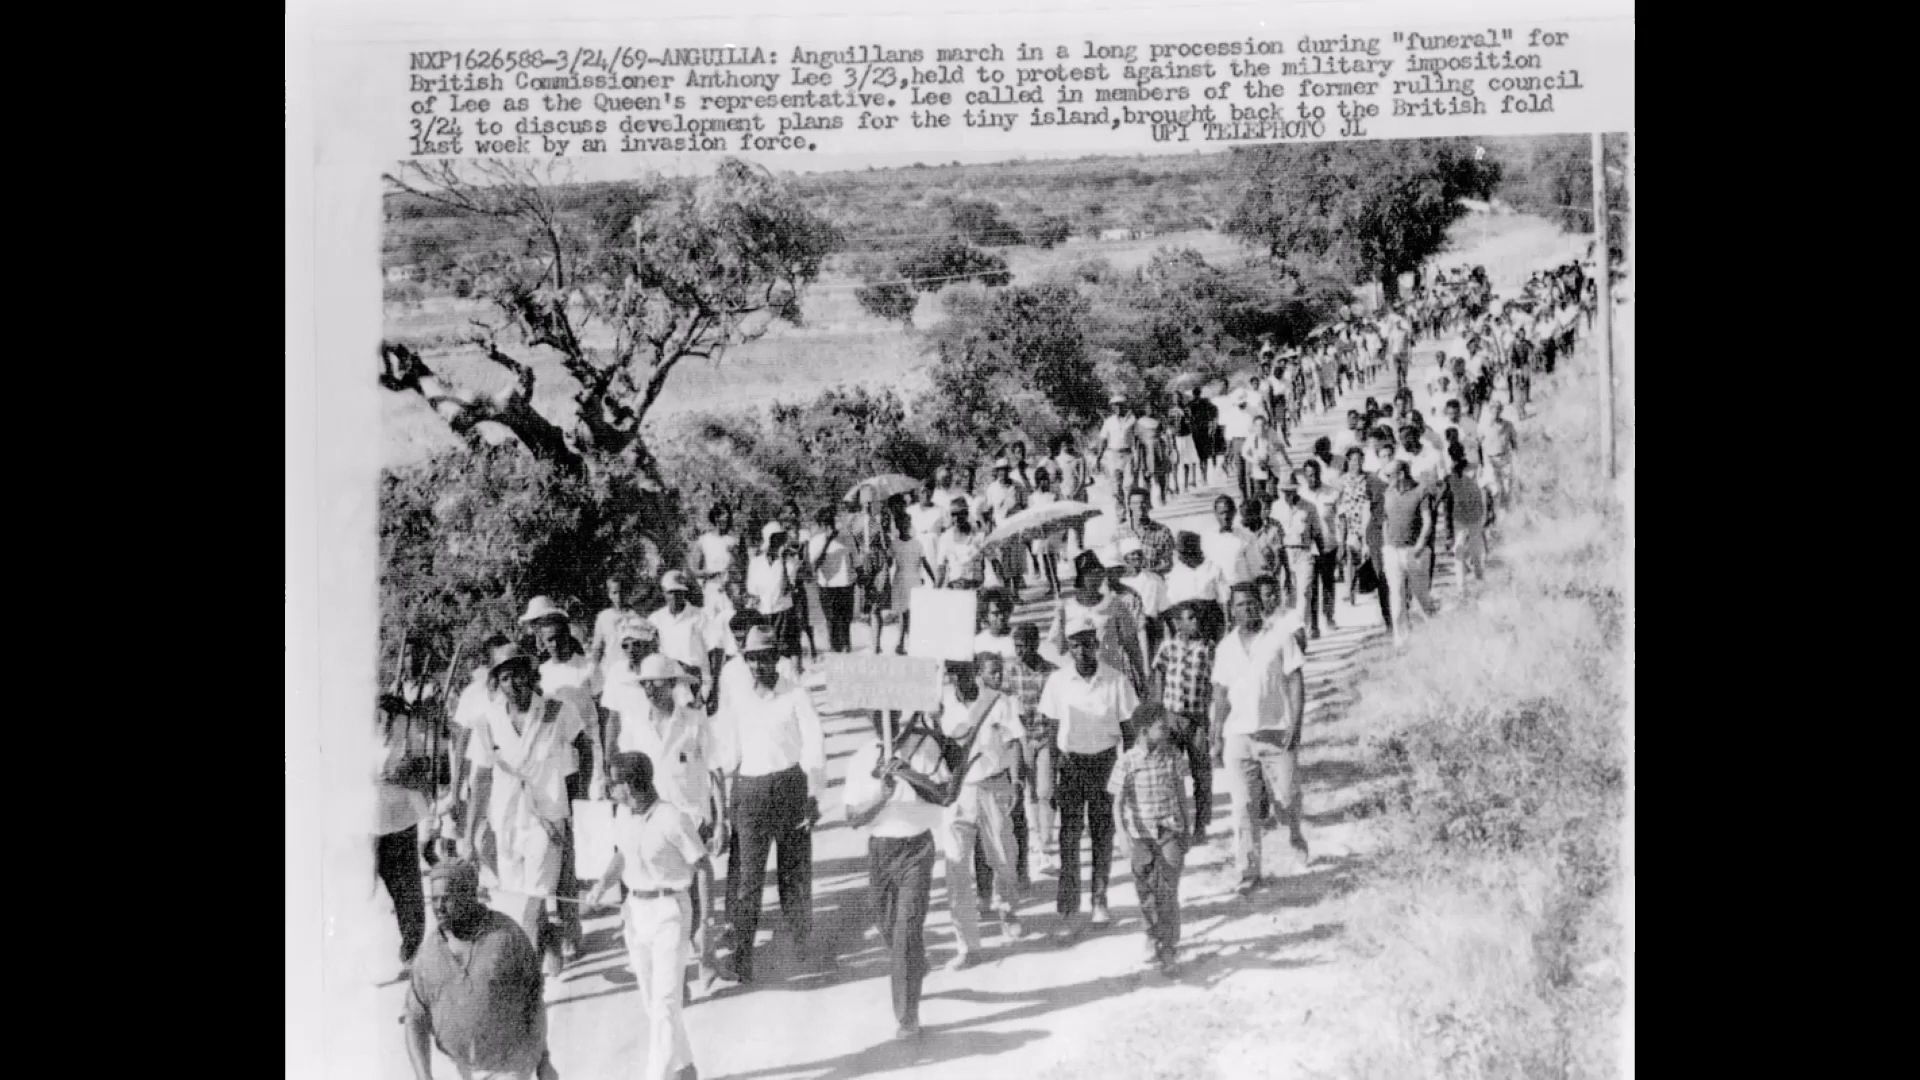 NXP1626588-3/24/69-ANGUILLA: Anguillans march in a long procession during "funeral" for
British Commissioner Anthony Lee 3/23,held to protest against the military imposition
of Lee as the Queen's representative. Lee called in members of the former ruling council
3/24 to discuss development plans for the tiny island,brought back to the British fold
last week by an invasion force.
UPI TELEPHOTO JL